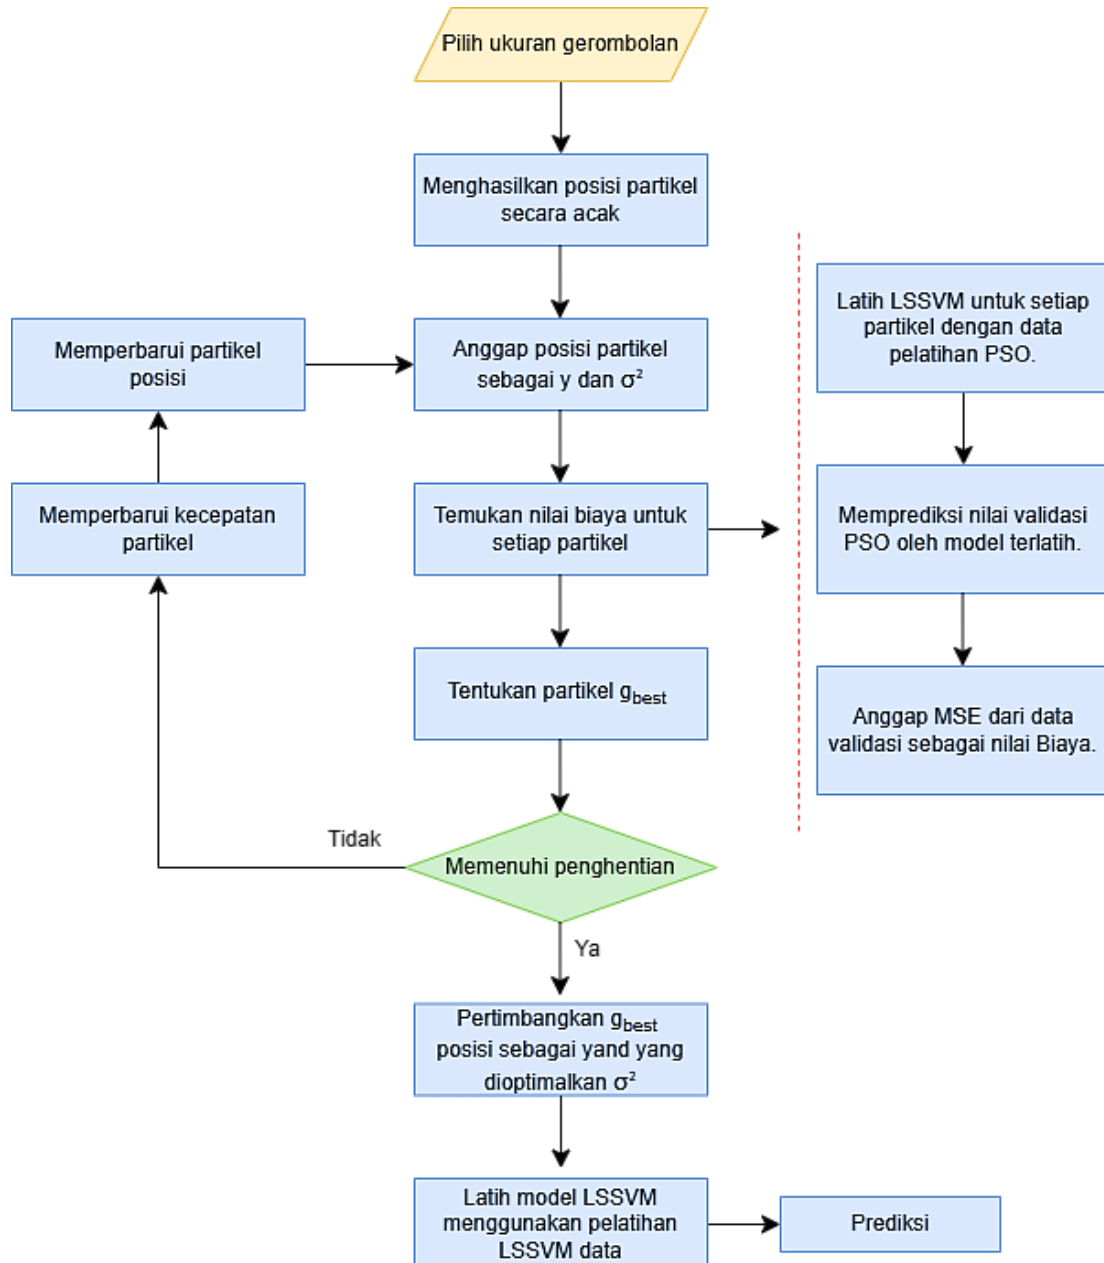 Pilih ukuran gerombolan
Menghasilkan posisi partikel
secara acak
Anggap posisi partikel
sebagai y dan σ²
Temukan nilai biaya untuk
setiap partikel
Tentukan partikel g_best
Memenuhi penghentian
Tidak
Memperbarui kecepatan
partikel
Memperbarui partikel
posisi
Ya
Pertimbangkan g_best
posisi sebagai yand yang
dioptimalkan σ²
Latih model LSSVM
menggunakan pelatihan
LSSVM data
Prediksi
Latih LSSVM untuk setiap
partikel dengan data
pelatihan PSO.
Memprediksi nilai validasi
PSO oleh model terlatih.
Anggap MSE dari data
validasi sebagai nilai Biaya.